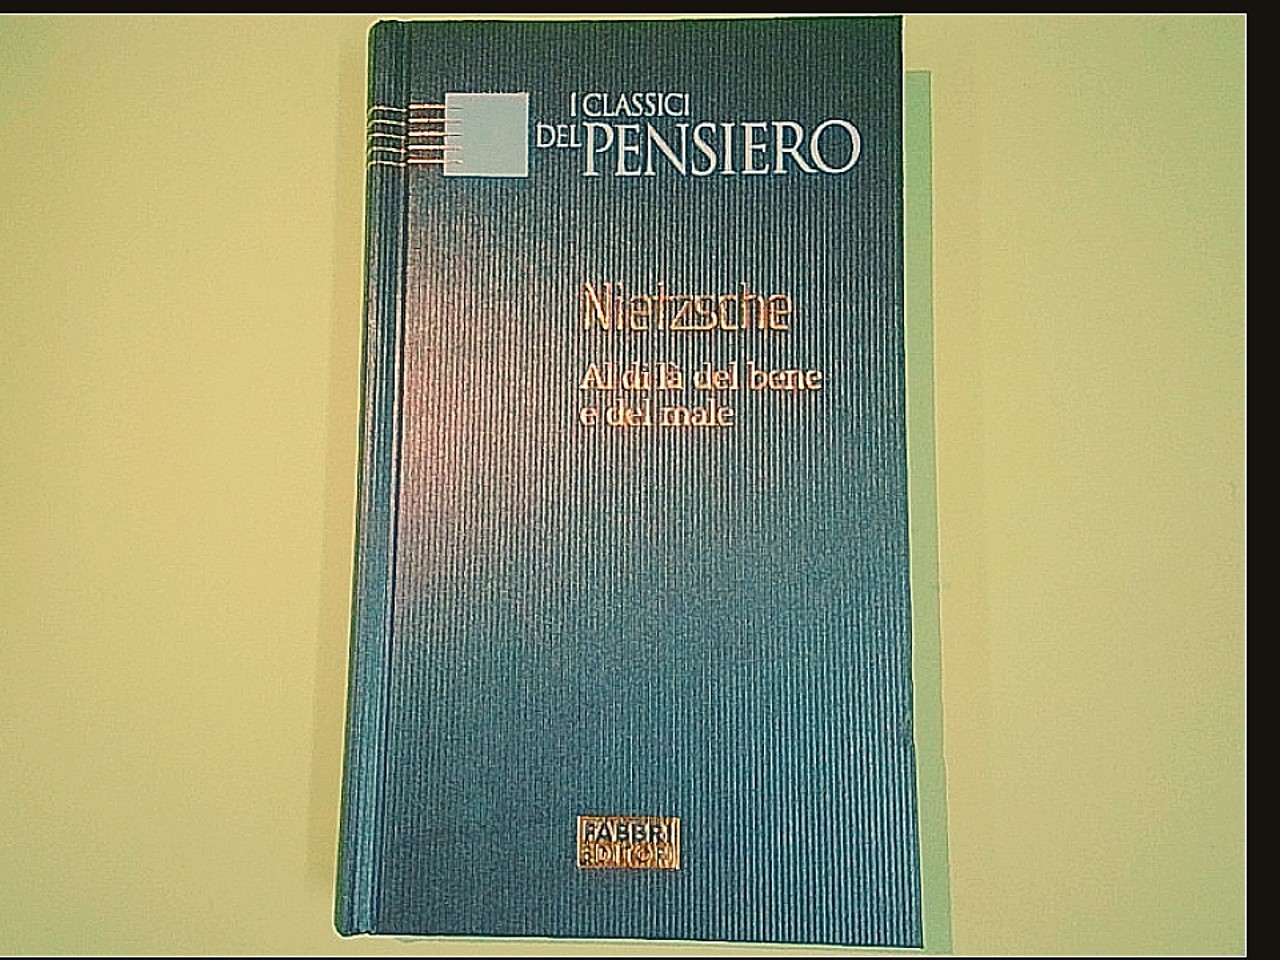 I CLASSICI
DEL PENSIERO
Nietzsche
Al di là del bene
e del male
FABBRI
EDITORI